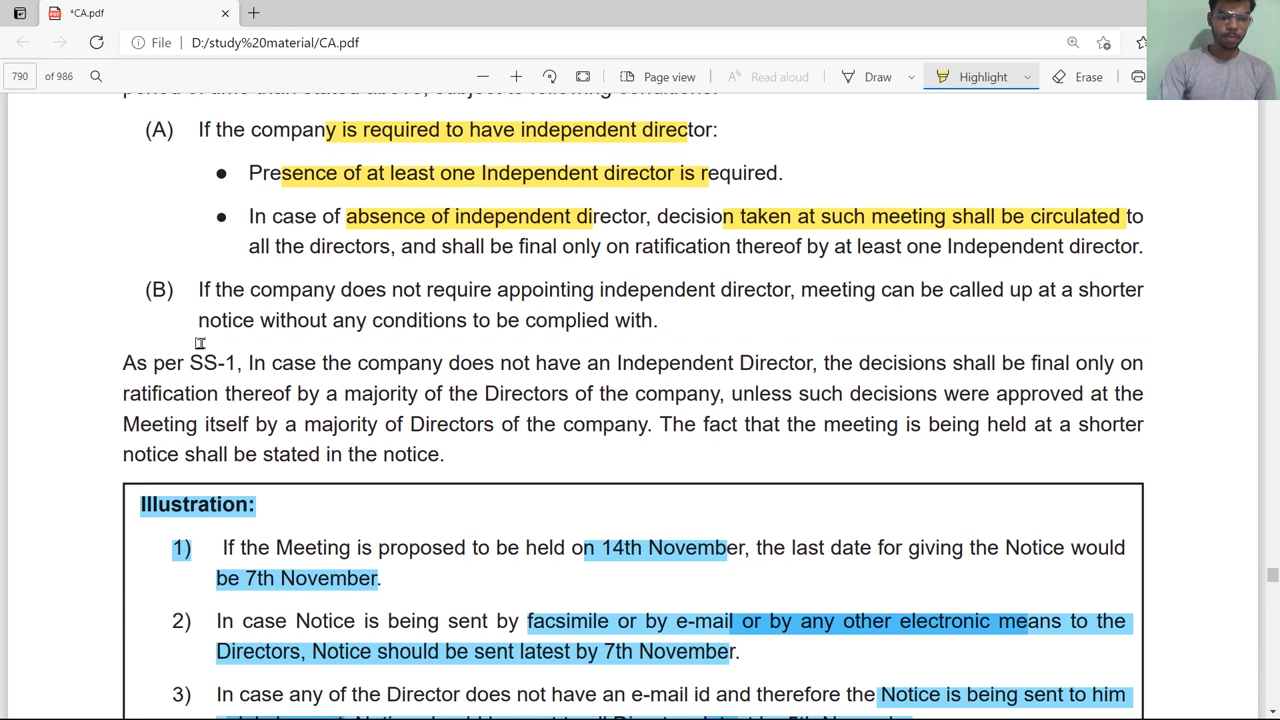 *CA.pdf
File D:/study%20material/CA.pdf
790 of 986 Page view Read aloud Draw Highlight Erase
(A) If the company is required to have independent director:
● Presence of at least one Independent director is required.
● In case of absence of independent director, decision taken at such meeting shall be circulated to
all the directors, and shall be final only on ratification thereof by at least one Independent director.
(B) If the company does not require appointing independent director, meeting can be called up at a shorter
notice without any conditions to be complied with.
As per SS-1, In case the company does not have an Independent Director, the decisions shall be final only on
ratification thereof by a majority of the Directors of the company, unless such decisions were approved at the
Meeting itself by a majority of Directors of the company. The fact that the meeting is being held at a shorter
notice shall be stated in the notice.
Illustration:
1) If the Meeting is proposed to be held on 14th November, the last date for giving the Notice would
be 7th November.
2) In case Notice is being sent by facsimile or by e-mail or by any other electronic means to the
Directors, Notice should be sent latest by 7th November.
3) In case any of the Director does not have an e-mail id and therefore the Notice is being sent to him